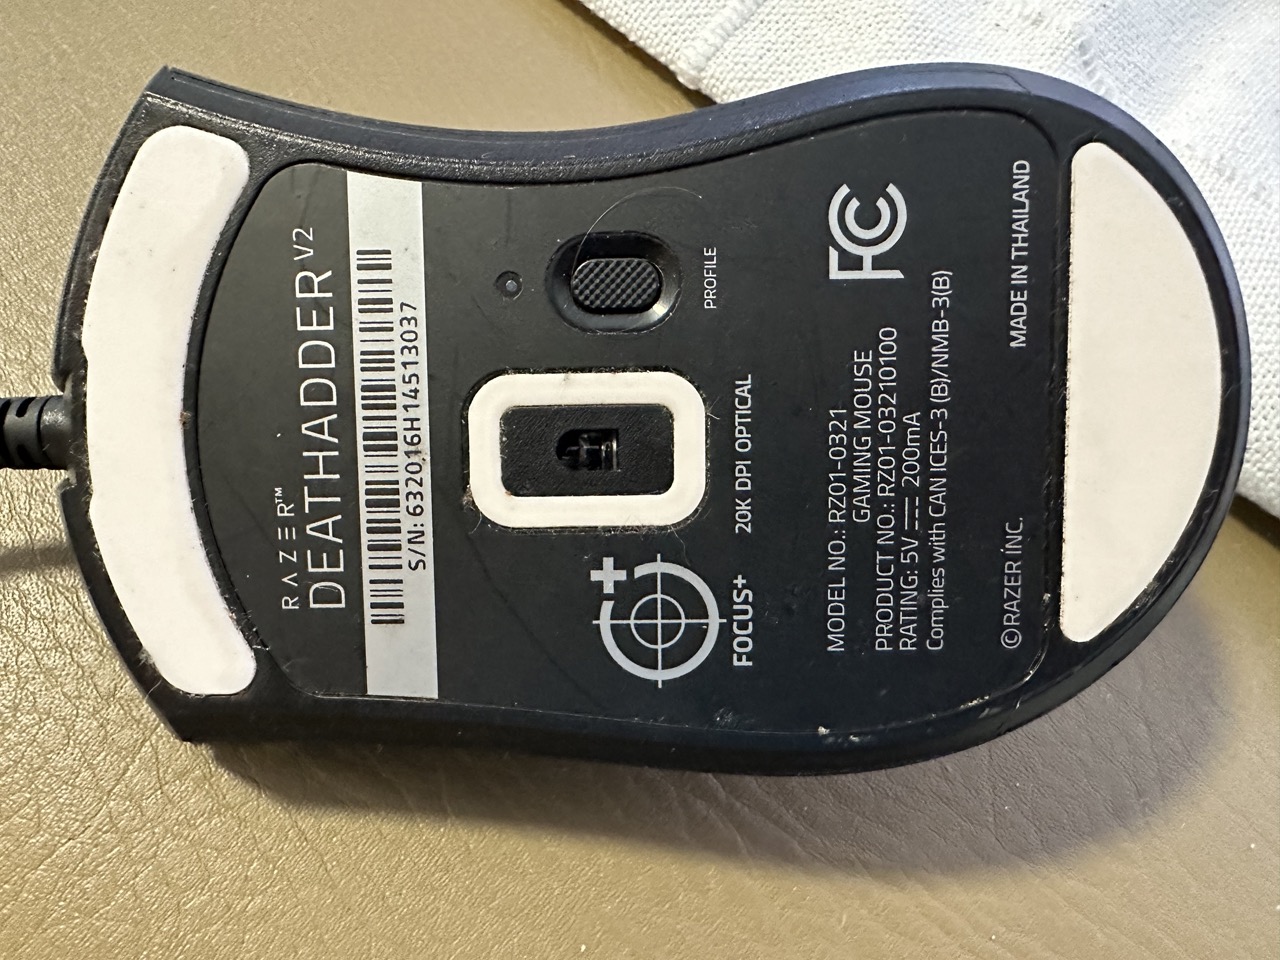 RAZER™
DEATHADDER V2
S/N: 632016H14513037
PROFILE
20K DPI OPTICAL
FOCUS+
FC
MODEL NO.: RZ01-0321
GAMING MOUSE
PRODUCT NO.: RZ01-03210100
RATING: 5V ⎓ 200mA
Complies with CAN ICES-3 (B)/NMB-3(B)
©RAZER INC.
MADE IN THAILAND